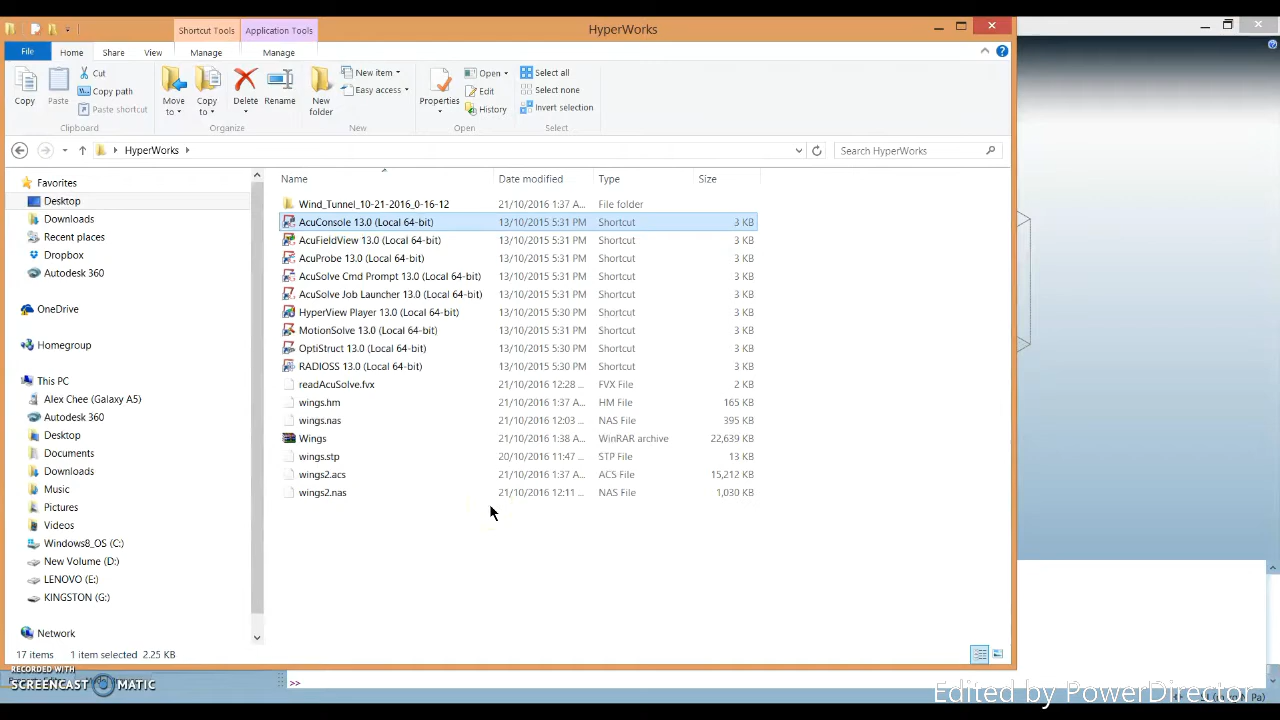 Shortcut Tools Application Tools HyperWorks
File Home Share View Manage Manage
Copy Paste Cut Copy path Paste shortcut Move to Copy to Delete Rename New folder New item Easy access Properties Open Edit History Select all Select none Invert selection
Clipboard Organize New Open Select
HyperWorks Search HyperWorks
Name Date modified Type Size
Favorites
Desktop
Downloads
Recent places
Dropbox
Autodesk 360
OneDrive
Homegroup
This PC
Alex Chee (Galaxy A5)
Autodesk 360
Desktop
Documents
Downloads
Music
Pictures
Videos
Windows8_OS (C:)
New Volume (D:)
LENOVO (E:)
KINGSTON (G:)
Network
Wind_Tunnel_10-21-2016_0-16-12 21/10/2016 1:37 A... File folder
AcuConsole 13.0 (Local 64-bit) 13/10/2015 5:31 PM Shortcut 3 KB
AcuFieldView 13.0 (Local 64-bit) 13/10/2015 5:31 PM Shortcut 3 KB
AcuProbe 13.0 (Local 64-bit) 13/10/2015 5:31 PM Shortcut 3 KB
AcuSolve Cmd Prompt 13.0 (Local 64-bit) 13/10/2015 5:31 PM Shortcut 3 KB
AcuSolve Job Launcher 13.0 (Local 64-bit) 13/10/2015 5:31 PM Shortcut 3 KB
HyperView Player 13.0 (Local 64-bit) 13/10/2015 5:30 PM Shortcut 3 KB
MotionSolve 13.0 (Local 64-bit) 13/10/2015 5:31 PM Shortcut 3 KB
OptiStruct 13.0 (Local 64-bit) 13/10/2015 5:30 PM Shortcut 3 KB
RADIOSS 13.0 (Local 64-bit) 13/10/2015 5:30 PM Shortcut 3 KB
readAcuSolve.fvx 21/10/2016 12:28 ... FVX File 2 KB
wings.hm 21/10/2016 1:37 A... HM File 165 KB
wings.nas 21/10/2016 12:03 ... NAS File 395 KB
Wings 21/10/2016 1:38 A... WinRAR archive 22,639 KB
wings.stp 20/10/2016 11:47 ... STP File 13 KB
wings2.acs 21/10/2016 1:37 A... ACS File 15,212 KB
wings2.nas 21/10/2016 12:11 ... NAS File 1,030 KB
17 items 1 item selected 2.25 KB
RECORDED WITH
SCREENCAST MATIC
>>
Edited by PowerDirector